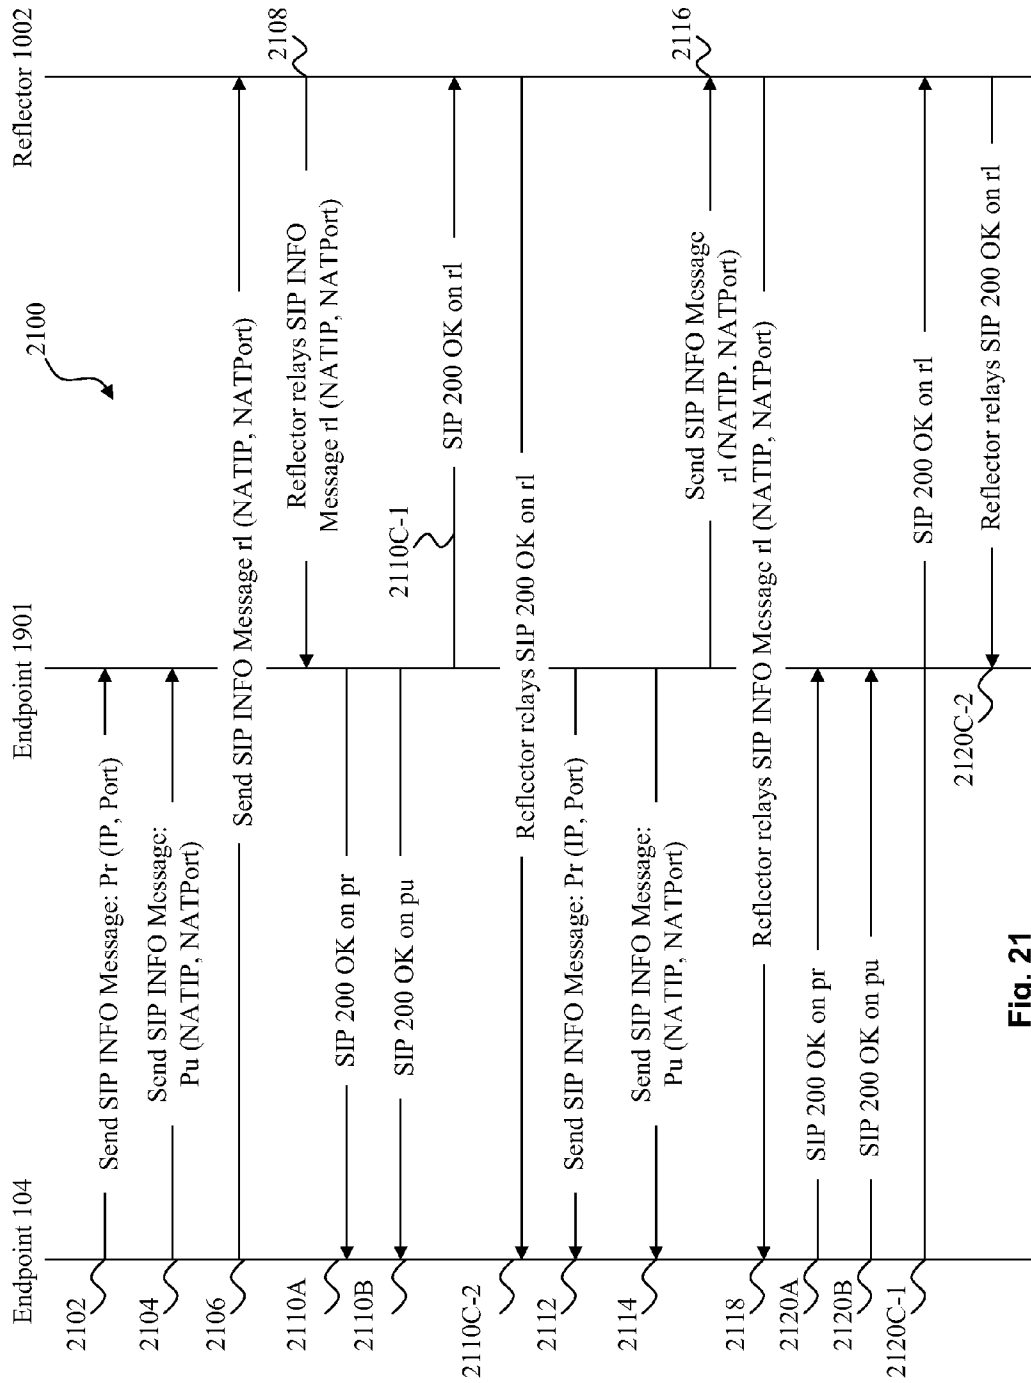 Endpoint 104
Endpoint 1901
Reflector 1002
2100
2102
Send SIP INFO Message: Pr (IP, Port)
2104
Send SIP INFO Message:
Pu (NATIP, NATPort)
2106
Send SIP INFO Message rl (NATIP, NATPort)
2108
Reflector relays SIP INFO
Message rl (NATIP, NATPort)
2110A
SIP 200 OK on pr
2110B
SIP 200 OK on pu
2110C-1
SIP 200 OK on rl
2110C-2
Reflector relays SIP 200 OK on rl
2112
Send SIP INFO Message: Pr (IP, Port)
2114
Send SIP INFO Message:
Pu (NATIP, NATPort)
2116
Send SIP INFO Message
rl (NATIP. NATPort)
2118
Reflector relays SIP INFO Message rl (NATIP, NATPort)
2120A
SIP 200 OK on pr
2120B
SIP 200 OK on pu
2120C-1
SIP 200 OK on rl
2120C-2
Reflector relays SIP 200 OK on rl
Fig. 21